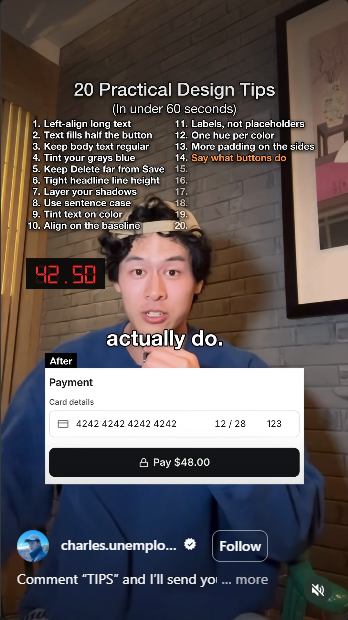 20 Practical Design Tips
(In under 60 seconds)
1. Left-align long text
2. Text fills half the button
3. Keep body text regular
4. Tint your grays blue
5. Keep Delete far from Save
6. Tight headline line height
7. Layer your shadows
8. Use sentence case
9. Tint text on color
10. Align on the baseline
11. Labels, not placeholders
12. One hue per color
13. More padding on the sides
14. Say what buttons do
15.
16.
17.
18.
19.
20.
42.50
actually do.
After
Payment
Card details
4242 4242 4242 4242 12 / 28 123
Pay $48.00
charles.unemplo... Follow
Comment “TIPS” and I’ll send you ... more